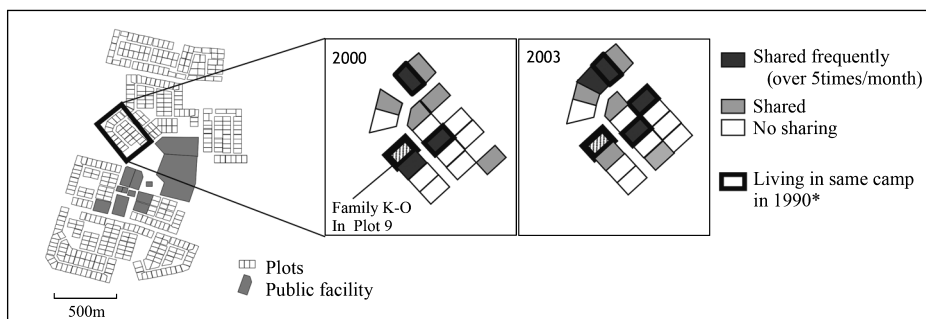 2000
2003
Shared frequently
(over 5times/month)
Shared
No sharing
Living in same camp
in 1990*
Family K-O
In Plot 9
Plots
Public facility
500m